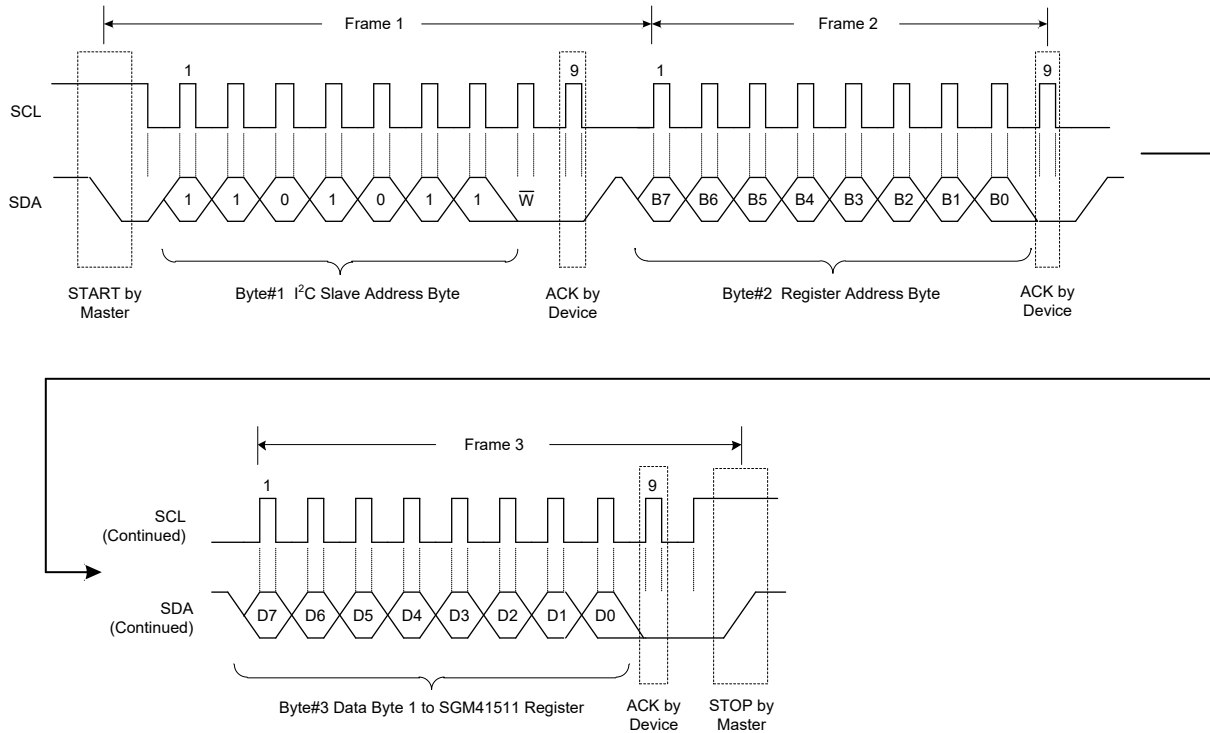 Frame 1
Frame 2
1
9
1
9
SCL
SDA
1 1 0 1 0 1 1 W̅
B7 B6 B5 B4 B3 B2 B1 B0
START by
Master
Byte#1 I²C Slave Address Byte
ACK by
Device
Byte#2 Register Address Byte
ACK by
Device
Frame 3
1
9
SCL
(Continued)
SDA
(Continued)
D7 D6 D5 D4 D3 D2 D1 D0
Byte#3 Data Byte 1 to SGM41511 Register
ACK by
Device
STOP by
Master